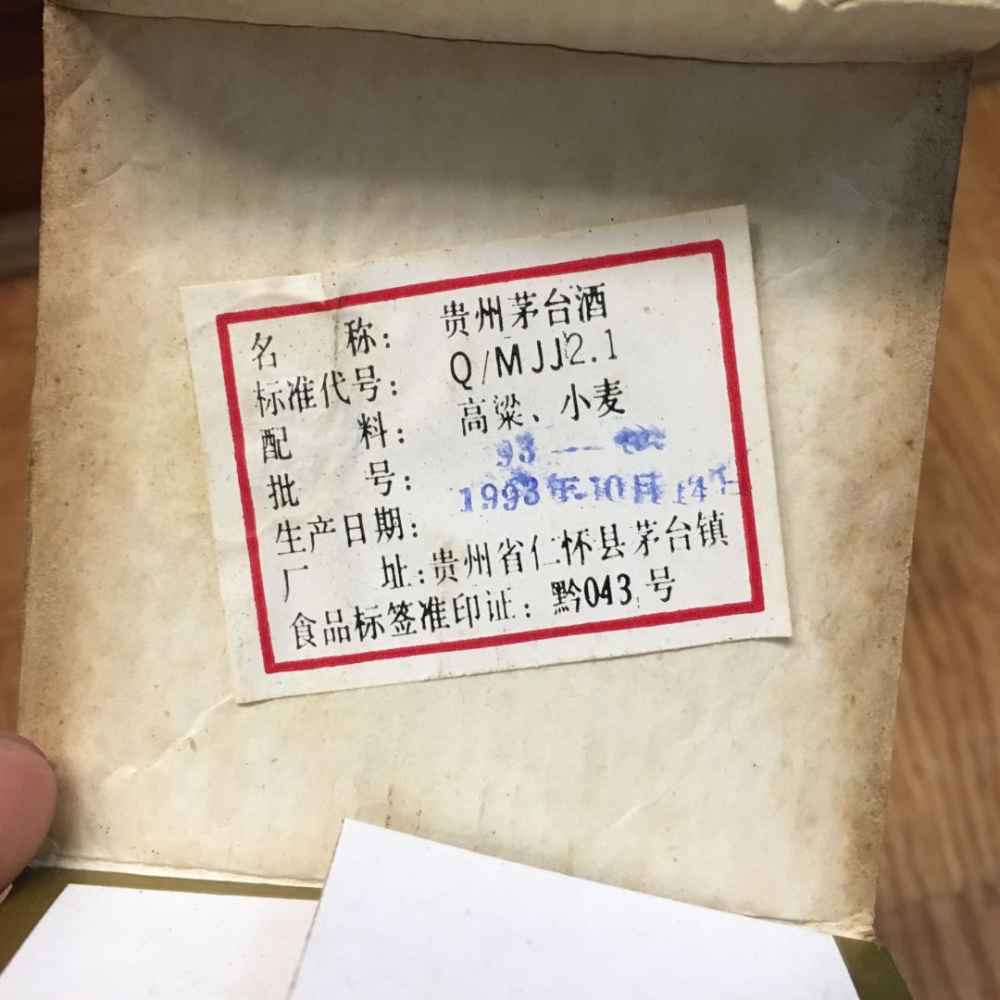 名 称: 贵州茅台酒
标准代号: Q/MJJ2.1
配 料: 高粱、小麦
批 号: 93—
生产日期: 1993年10月14
厂 址: 贵州省仁怀县茅台镇
食品标签准印证: 黔043号